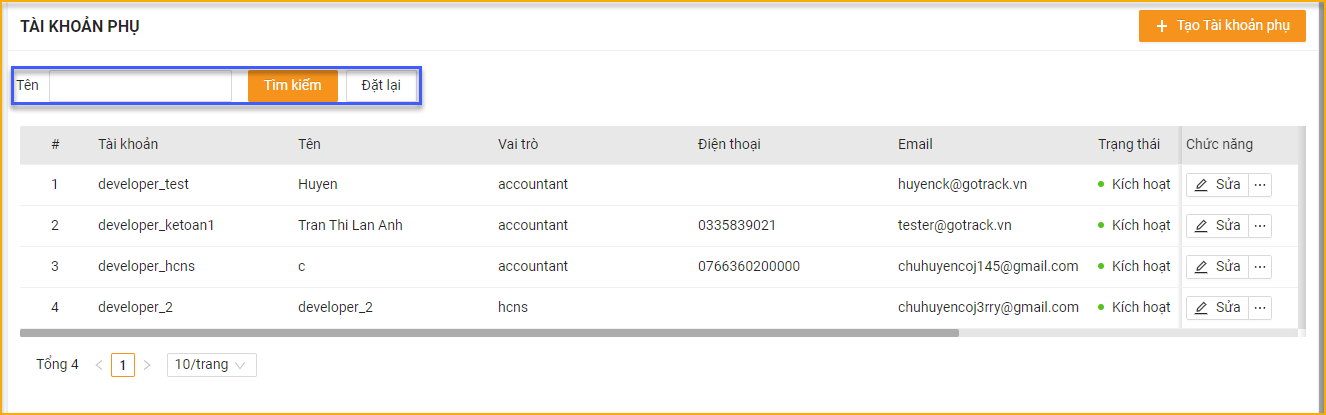 TÀI KHOẢN PHỤ
+ Tạo Tài khoản phụ
Tên Tìm kiếm Đặt lại
# Tài khoản Tên Vai trò Điện thoại Email Trạng thái Chức năng
1 developer_test Huyen accountant huyenck@gotrack.vn Kích hoạt Sửa ...
2 developer_ketoan1 Tran Thi Lan Anh accountant 0335839021 tester@gotrack.vn Kích hoạt Sửa ...
3 developer_hcns c accountant 0766360200000 chuhuyencoj145@gmail.com Kích hoạt Sửa ...
4 developer_2 developer_2 hcns chuhuyencoj3rry@gmail.com Kích hoạt Sửa ...
Tổng 4 < 1 > 10/trang